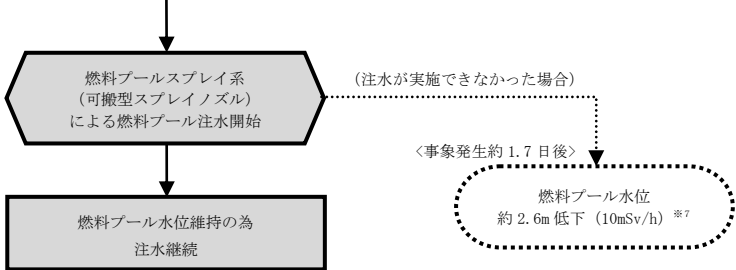 燃料プールスプレイ系
(可搬型スプレイノズル)
による燃料プール注水開始
(注水が実施できなかった場合)
<事象発生約 1.7 日後>
燃料プール水位
約 2.6m 低下 (10mSv/h) ※7
燃料プール水位維持の為
注水継続